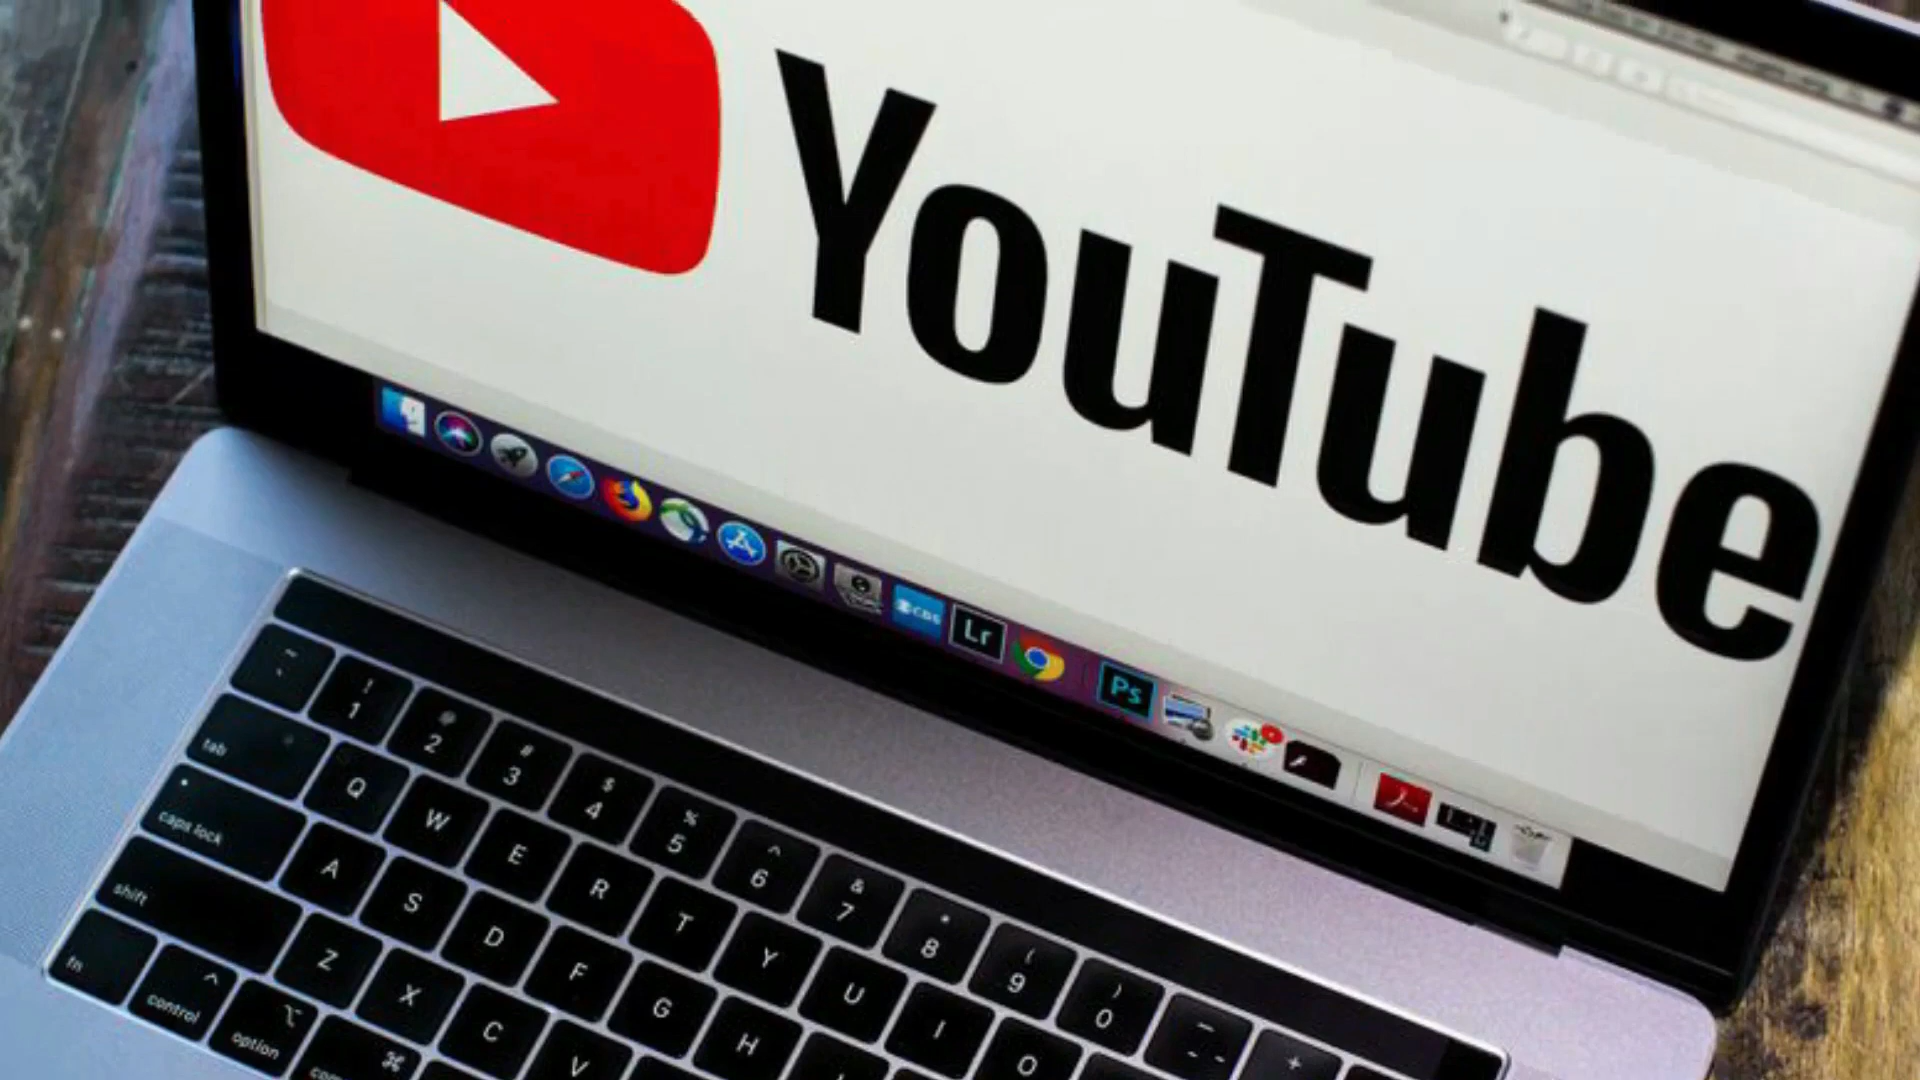 YouTube
CBS
Lr
Ps
~
`
!
1
@
2
#
3
$
4
%
5
^
6
&
7
*
8
(
9
)
0
+
tab
Q
W
E
R
T
Y
U
I
O
caps lock
A
S
D
F
G
H
shift
Z
X
C
V
fn
control
option
⌘